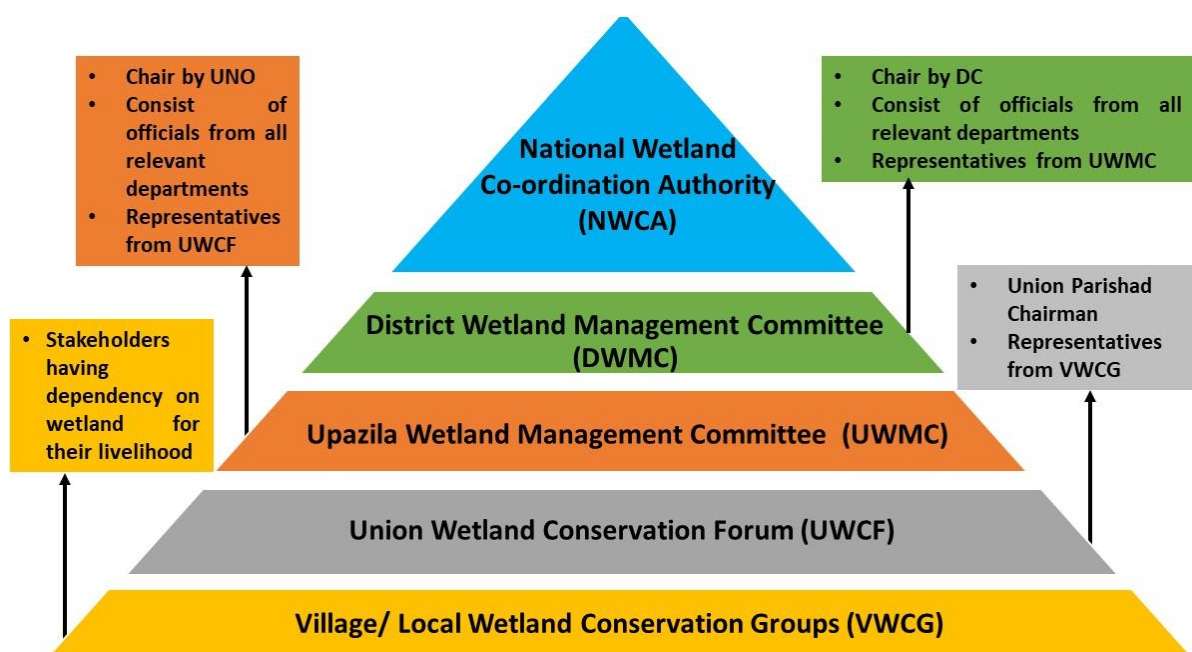 • Chair by UNO
• Consist of
officials from all
relevant
departments
• Representatives
from UWCF
• Chair by DC
• Consist of officials from all
relevant departments
• Representatives from UWMC
National Wetland
Co-ordination Authority
(NWCA)
• Union Parishad
Chairman
• Representatives
from VWCG
• Stakeholders
having
dependency on
wetland for
their livelihood
District Wetland Management Committee
(DWMC)
Upazila Wetland Management Committee (UWMC)
Union Wetland Conservation Forum (UWCF)
Village/ Local Wetland Conservation Groups (VWCG)